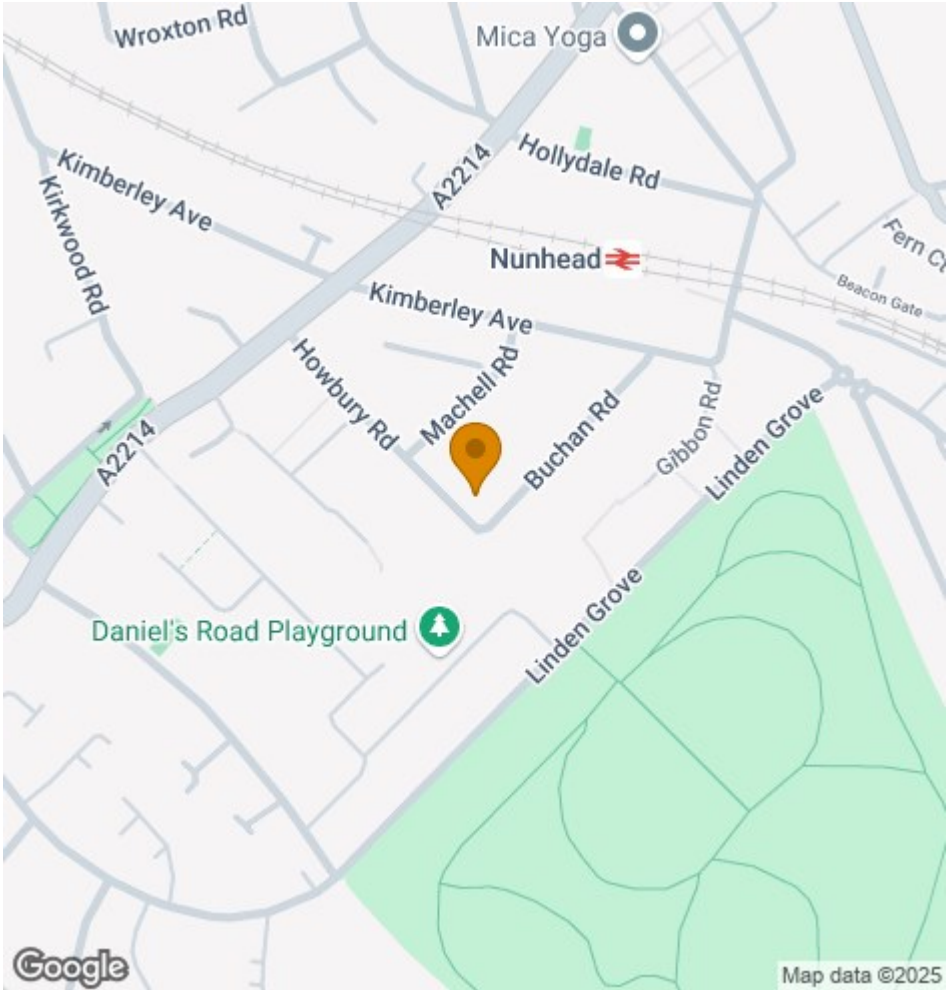 Wroxton Rd
Mica Yoga
Kimberley Ave
A2214
Hollydale Rd
Kirkwood Rd
Nunhead
Fern C
Beacon Gate
Kimberley Ave
Howbury Rd
Machell Rd
Buchan Rd
Gibbon Rd
Linden Grove
A2214
Daniel's Road Playground
Linden Grove
Google
Map data ©2025